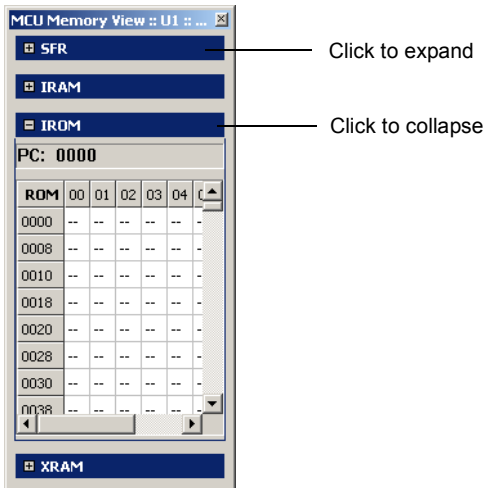 MCU Memory View :: U1 :: ...
SFR
Click to expand
IRAM
IROM
Click to collapse
PC: 0000
ROM 00 01 02 03 04
0000 -- -- -- -- -- -
0008 -- -- -- -- -- -
0010 -- -- -- -- -- -
0018 -- -- -- -- -- -
0020 -- -- -- -- -- -
0028 -- -- -- -- -- -
0030 -- -- -- -- -- -
0038 -- -- -- -- -- -
XRAM